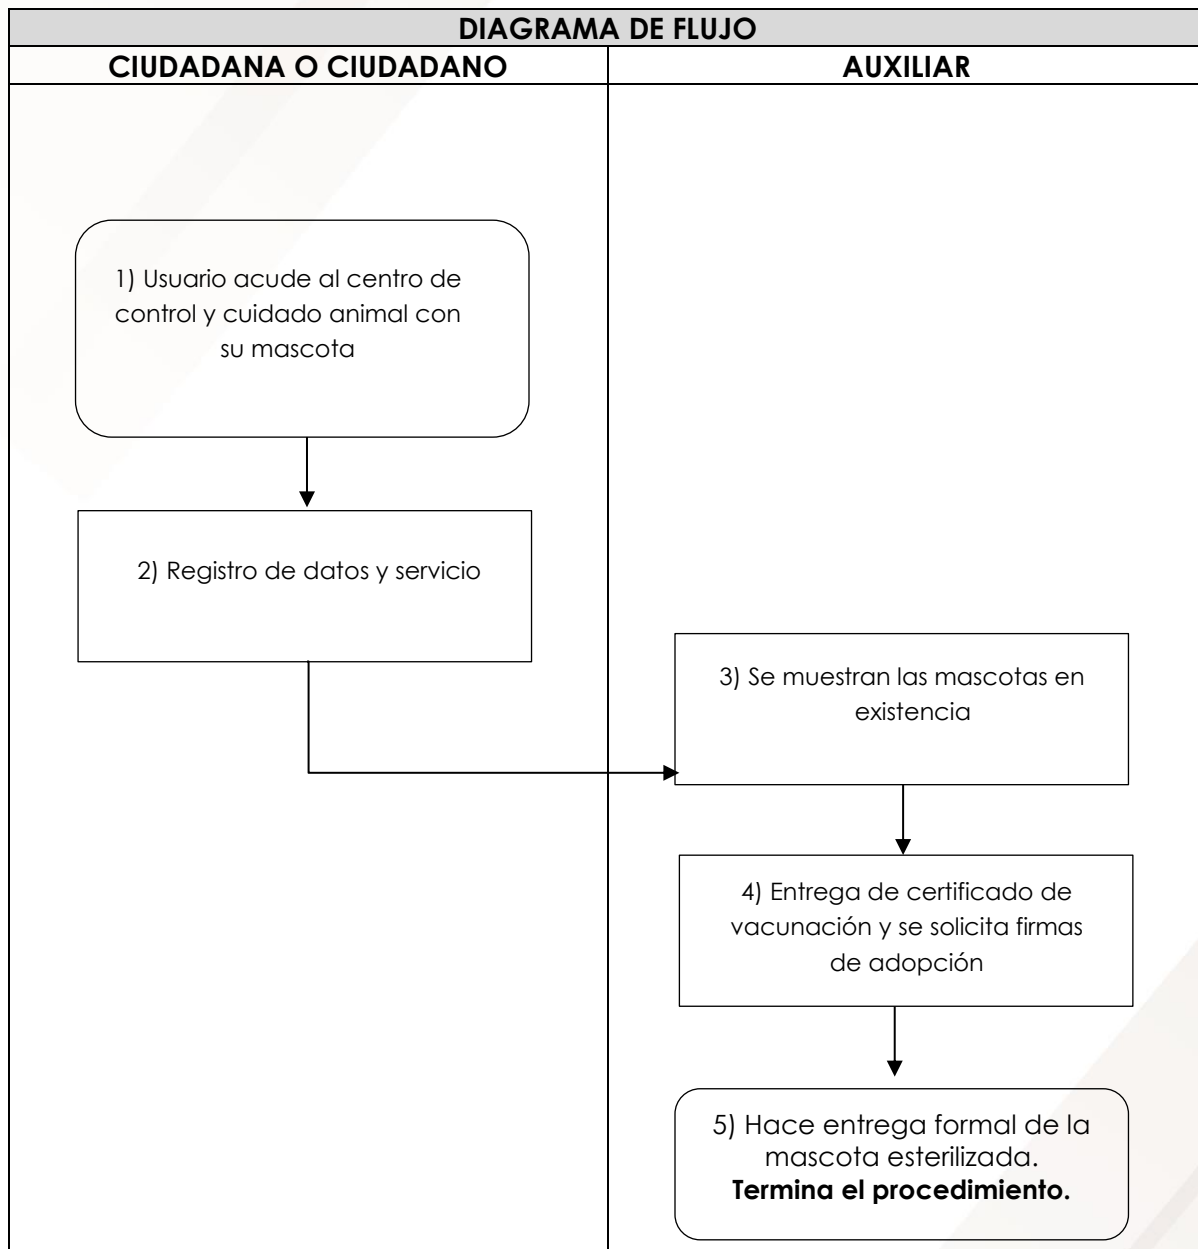 DIAGRAMA DE FLUJO
CIUDADANA O CIUDADANO
AUXILIAR
1) Usuario acude al centro de
control y cuidado animal con
su mascota
2) Registro de datos y servicio
3) Se muestran las mascotas en
existencia
4) Entrega de certificado de
vacunación y se solicita firmas
de adopción
5) Hace entrega formal de la
mascota esterilizada.
Termina el procedimiento.